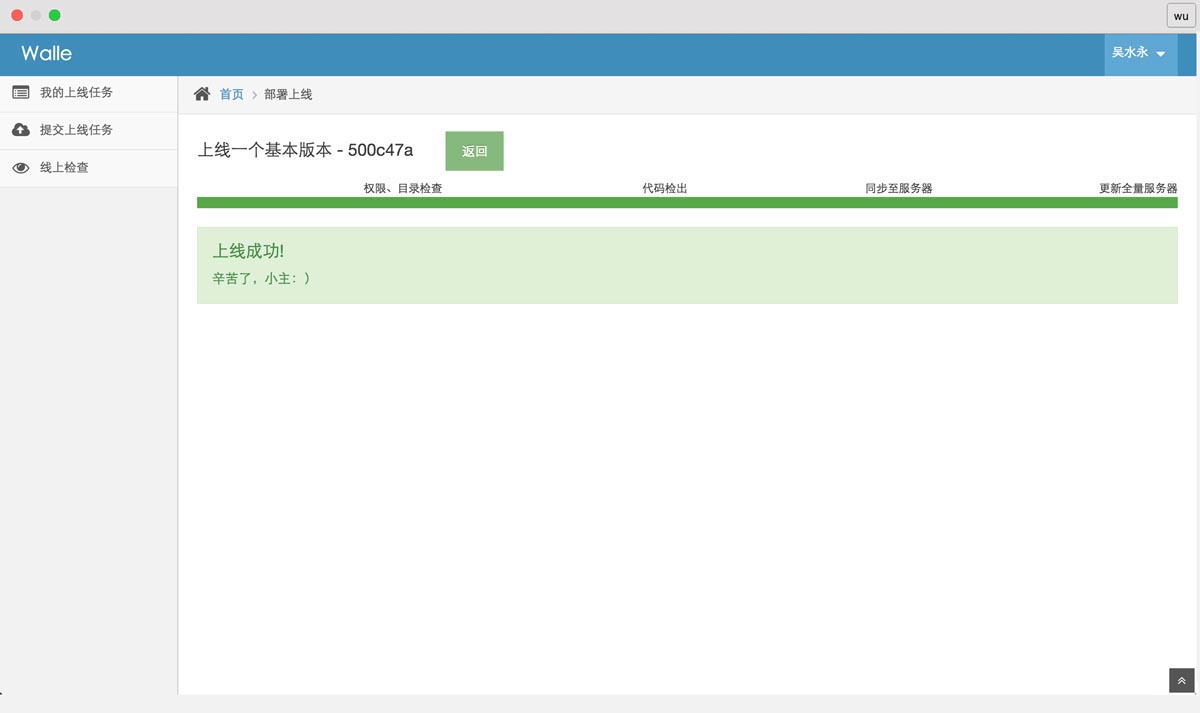 wu
Walle
吴水永
我的上线任务
提交上线任务
线上检查
首页 > 部署上线
上线一个基本版本 - 500c47a
返回
权限、目录检查 代码检出 同步至服务器 更新全量服务器
上线成功!
辛苦了，小主：）